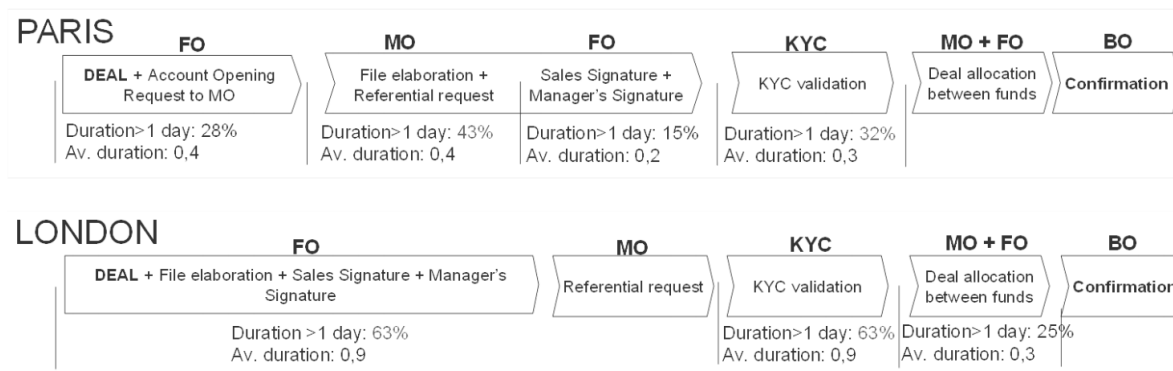 PARIS
FO
MO
FO
KYC
MO + FO
BO
DEAL + Account Opening
Request to MO
File elaboration +
Referential request
Sales Signature +
Manager's Signature
KYC validation
Deal allocation
between funds
Confirmation
Duration>1 day: 28%
Av. duration: 0,4
Duration>1 day: 43%
Av. duration: 0,4
Duration>1 day: 15%
Av. duration: 0,2
Duration>1 day: 32%
Av. duration: 0,3
LONDON
FO
MO
KYC
MO + FO
BO
DEAL + File elaboration + Sales Signature + Manager's
Signature
Referential request
KYC validation
Deal allocation
between funds
Confirmation
Duration >1 day: 63%
Av. duration: 0,9
Duration>1 day: 63%
Av. duration: 0,9
Duration>1 day: 25%
Av. duration: 0,3